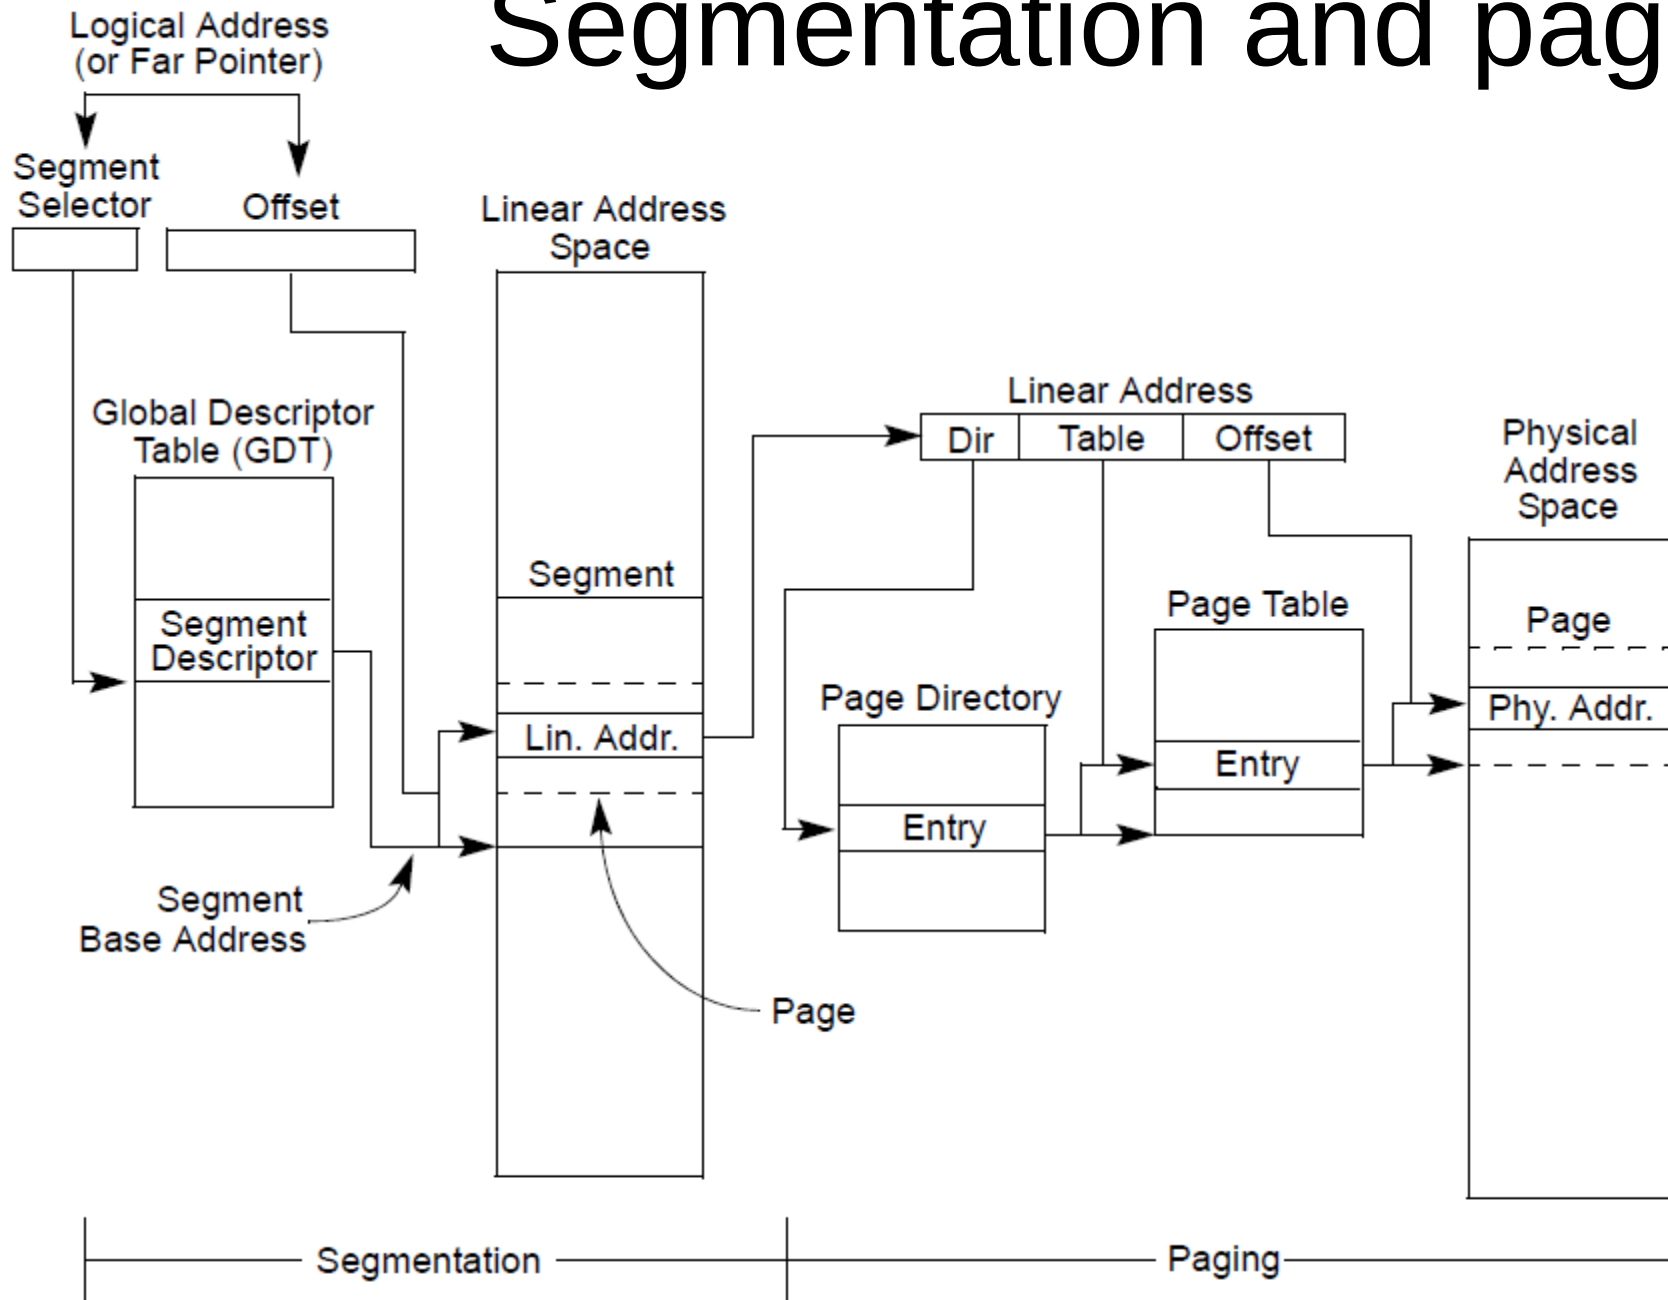 Segmentation and pag
Logical Address
(or Far Pointer)
Segment
Selector
Offset
Linear Address
Space
Global Descriptor
Table (GDT)
Segment
Descriptor
Segment
Base Address
Segment
Lin. Addr.
Page
Linear Address
Dir Table Offset
Page Directory
Entry
Page Table
Entry
Physical
Address
Space
Page
Phy. Addr.
Segmentation
Paging